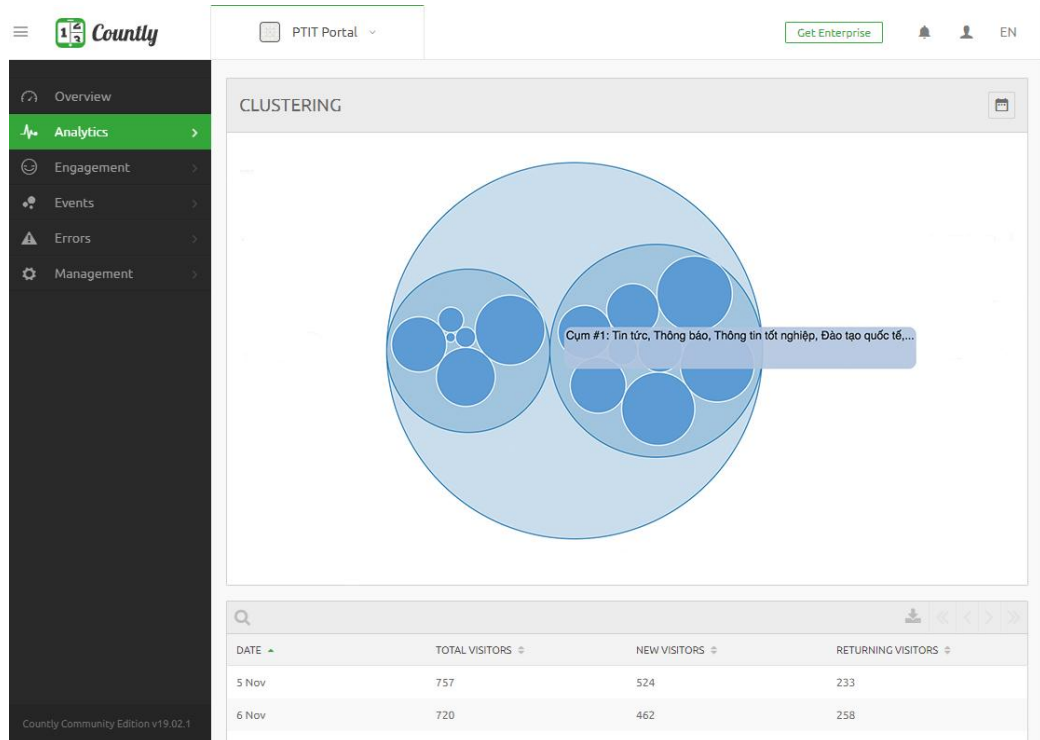 Countly
PTIT Portal
Get Enterprise
EN
Overview
Analytics
Engagement
Events
Errors
Management
Countly Community Edition v19.02.1
CLUSTERING
Cụm #1: Tin tức, Thông báo, Thông tin tốt nghiệp, Đào tạo quốc tế,...
DATE TOTAL VISITORS NEW VISITORS RETURNING VISITORS
5 Nov 757 524 233
6 Nov 720 462 258